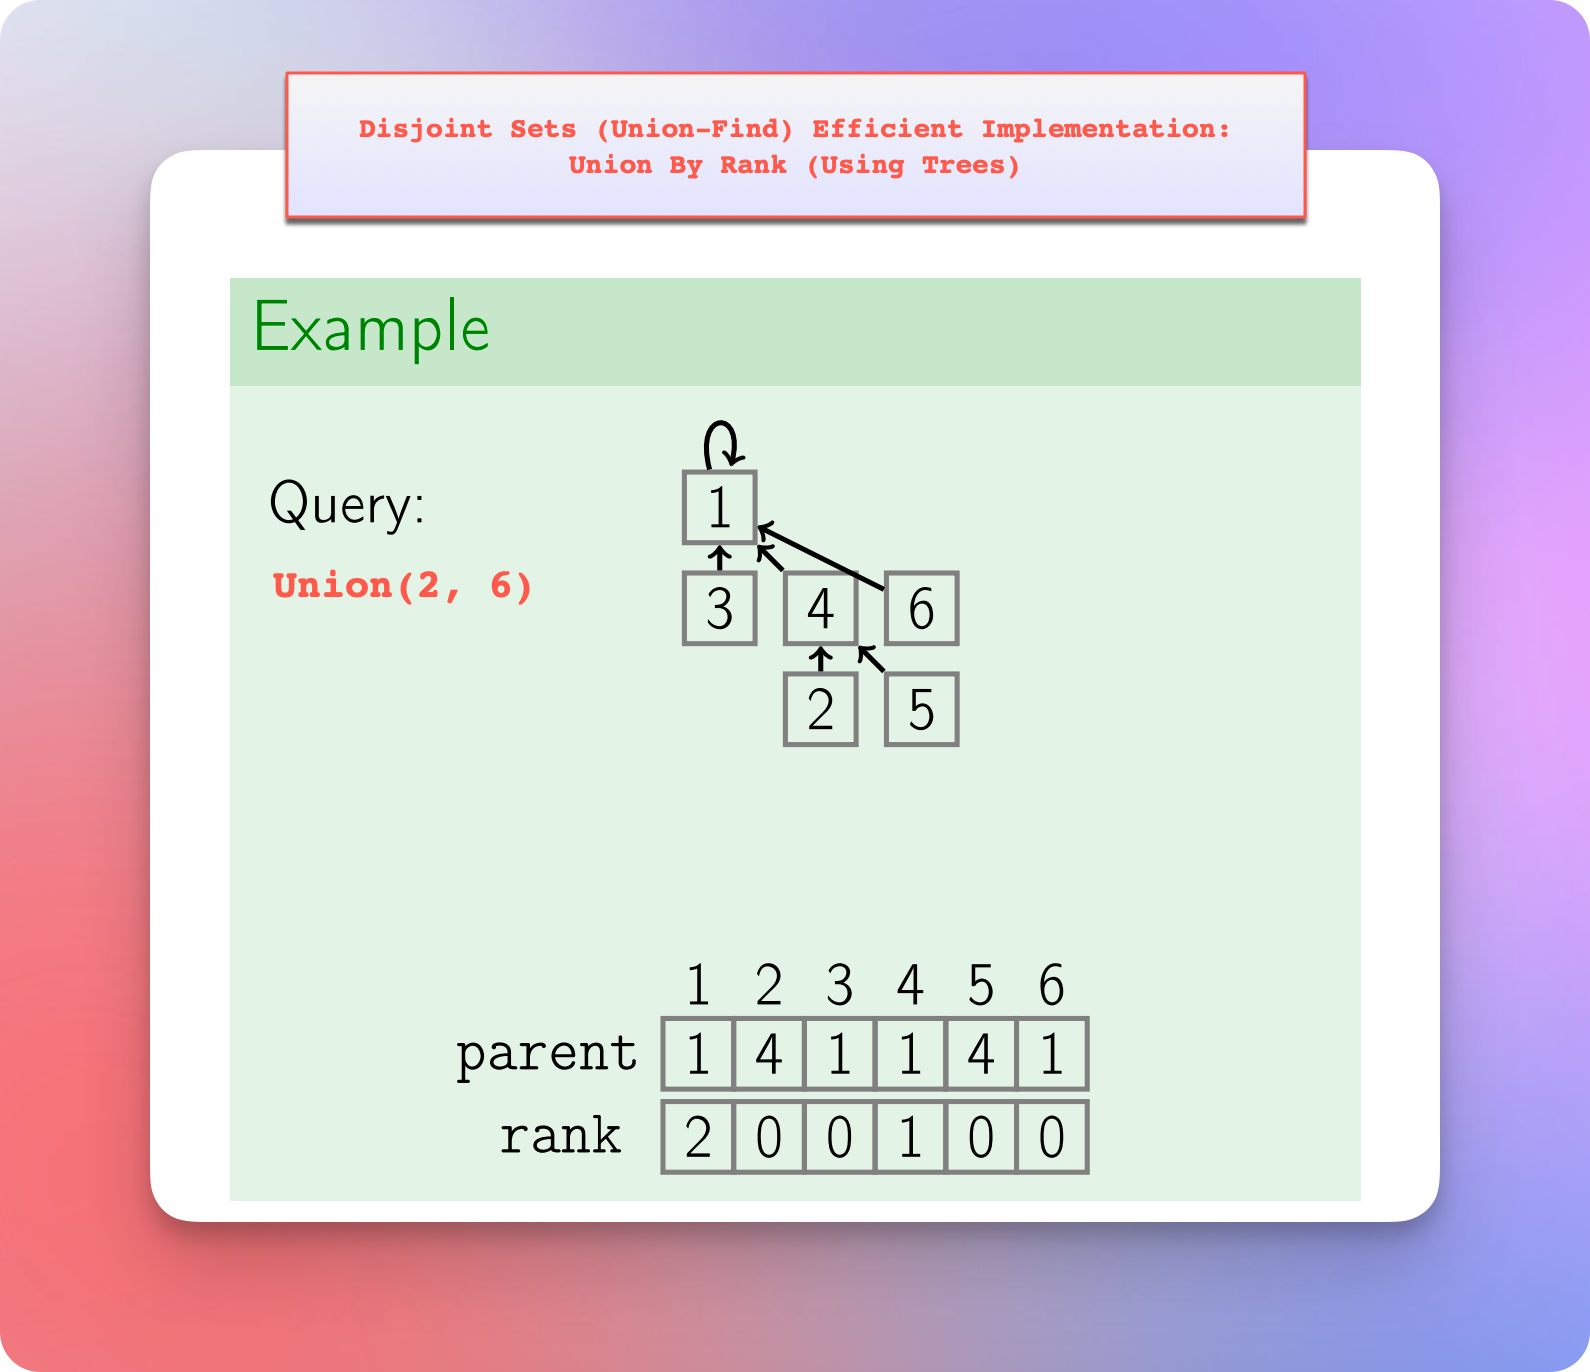 Disjoint Sets (Union-Find) Efficient Implementation:
Union By Rank (Using Trees)
Example
Query:
Union(2, 6)
1
3 4 6
2 5
1 2 3 4 5 6
parent 1 4 1 1 4 1
rank 2 0 0 1 0 0